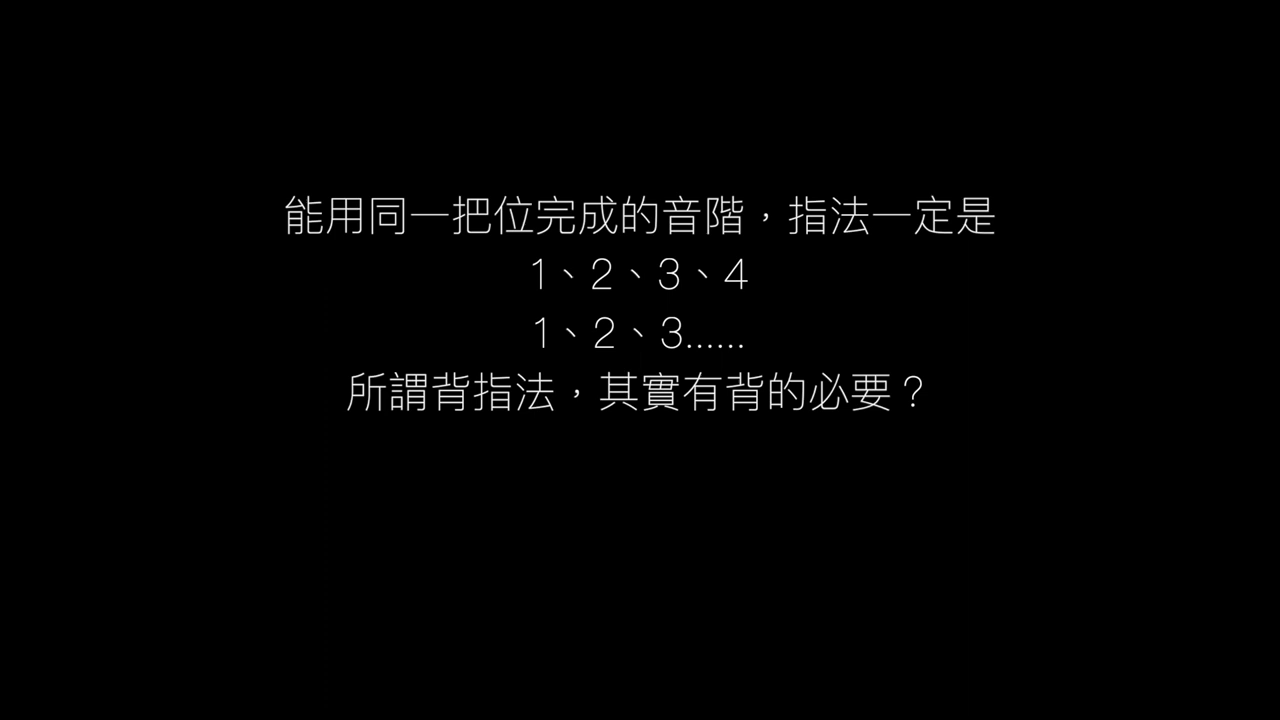 能用同一把位完成的音階，指法一定是
1、2、3、4
1、2、3......
所謂背指法，其實有背的必要？